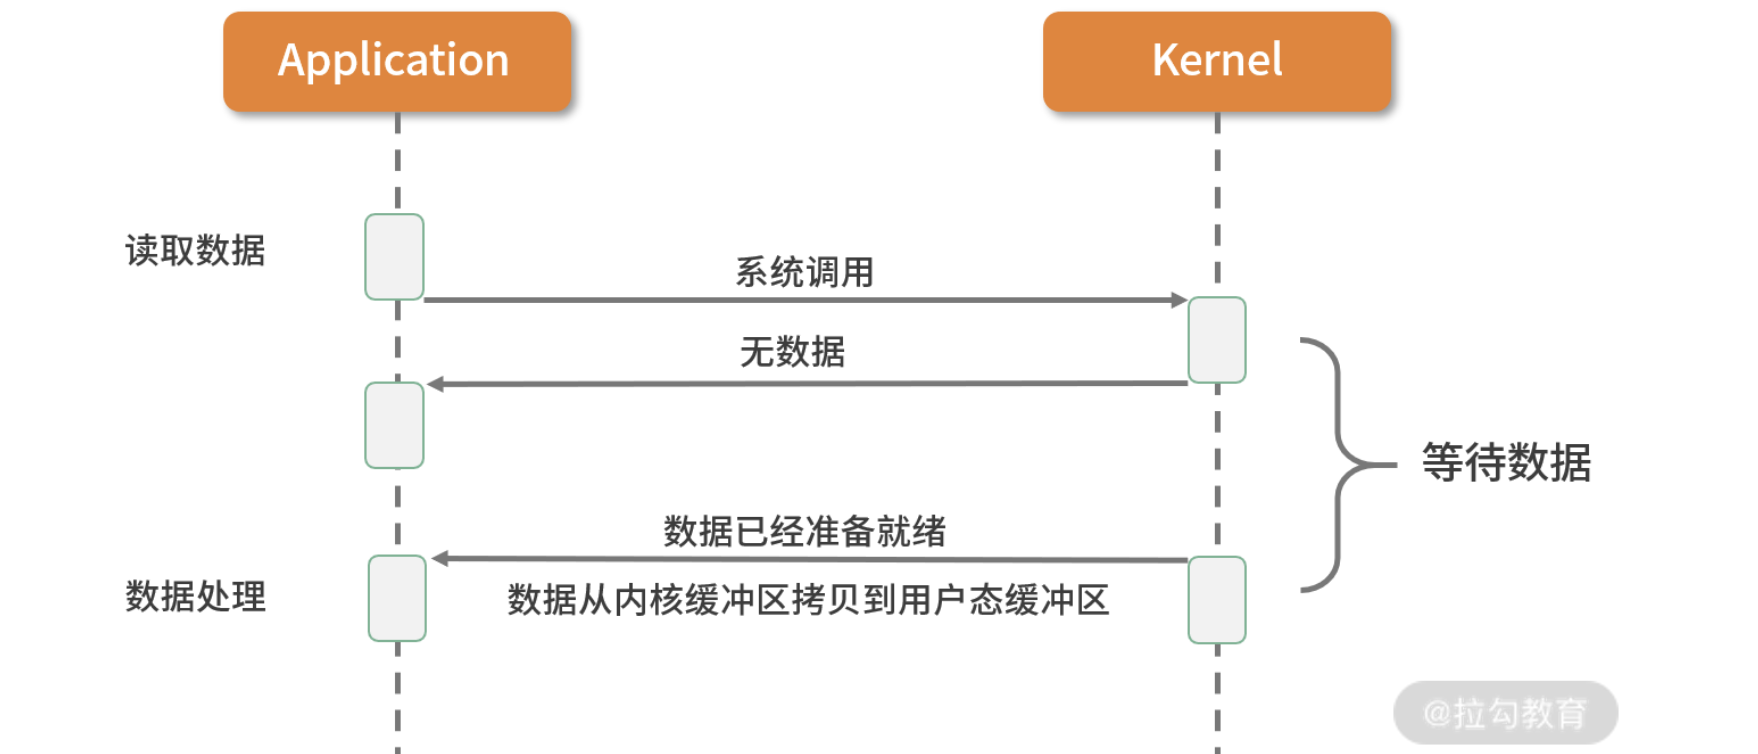 Application
Kernel
读取数据
系统调用
无数据
等待数据
数据已经准备就绪
数据处理
数据从内核缓冲区拷贝到用户态缓冲区
@拉勾教育